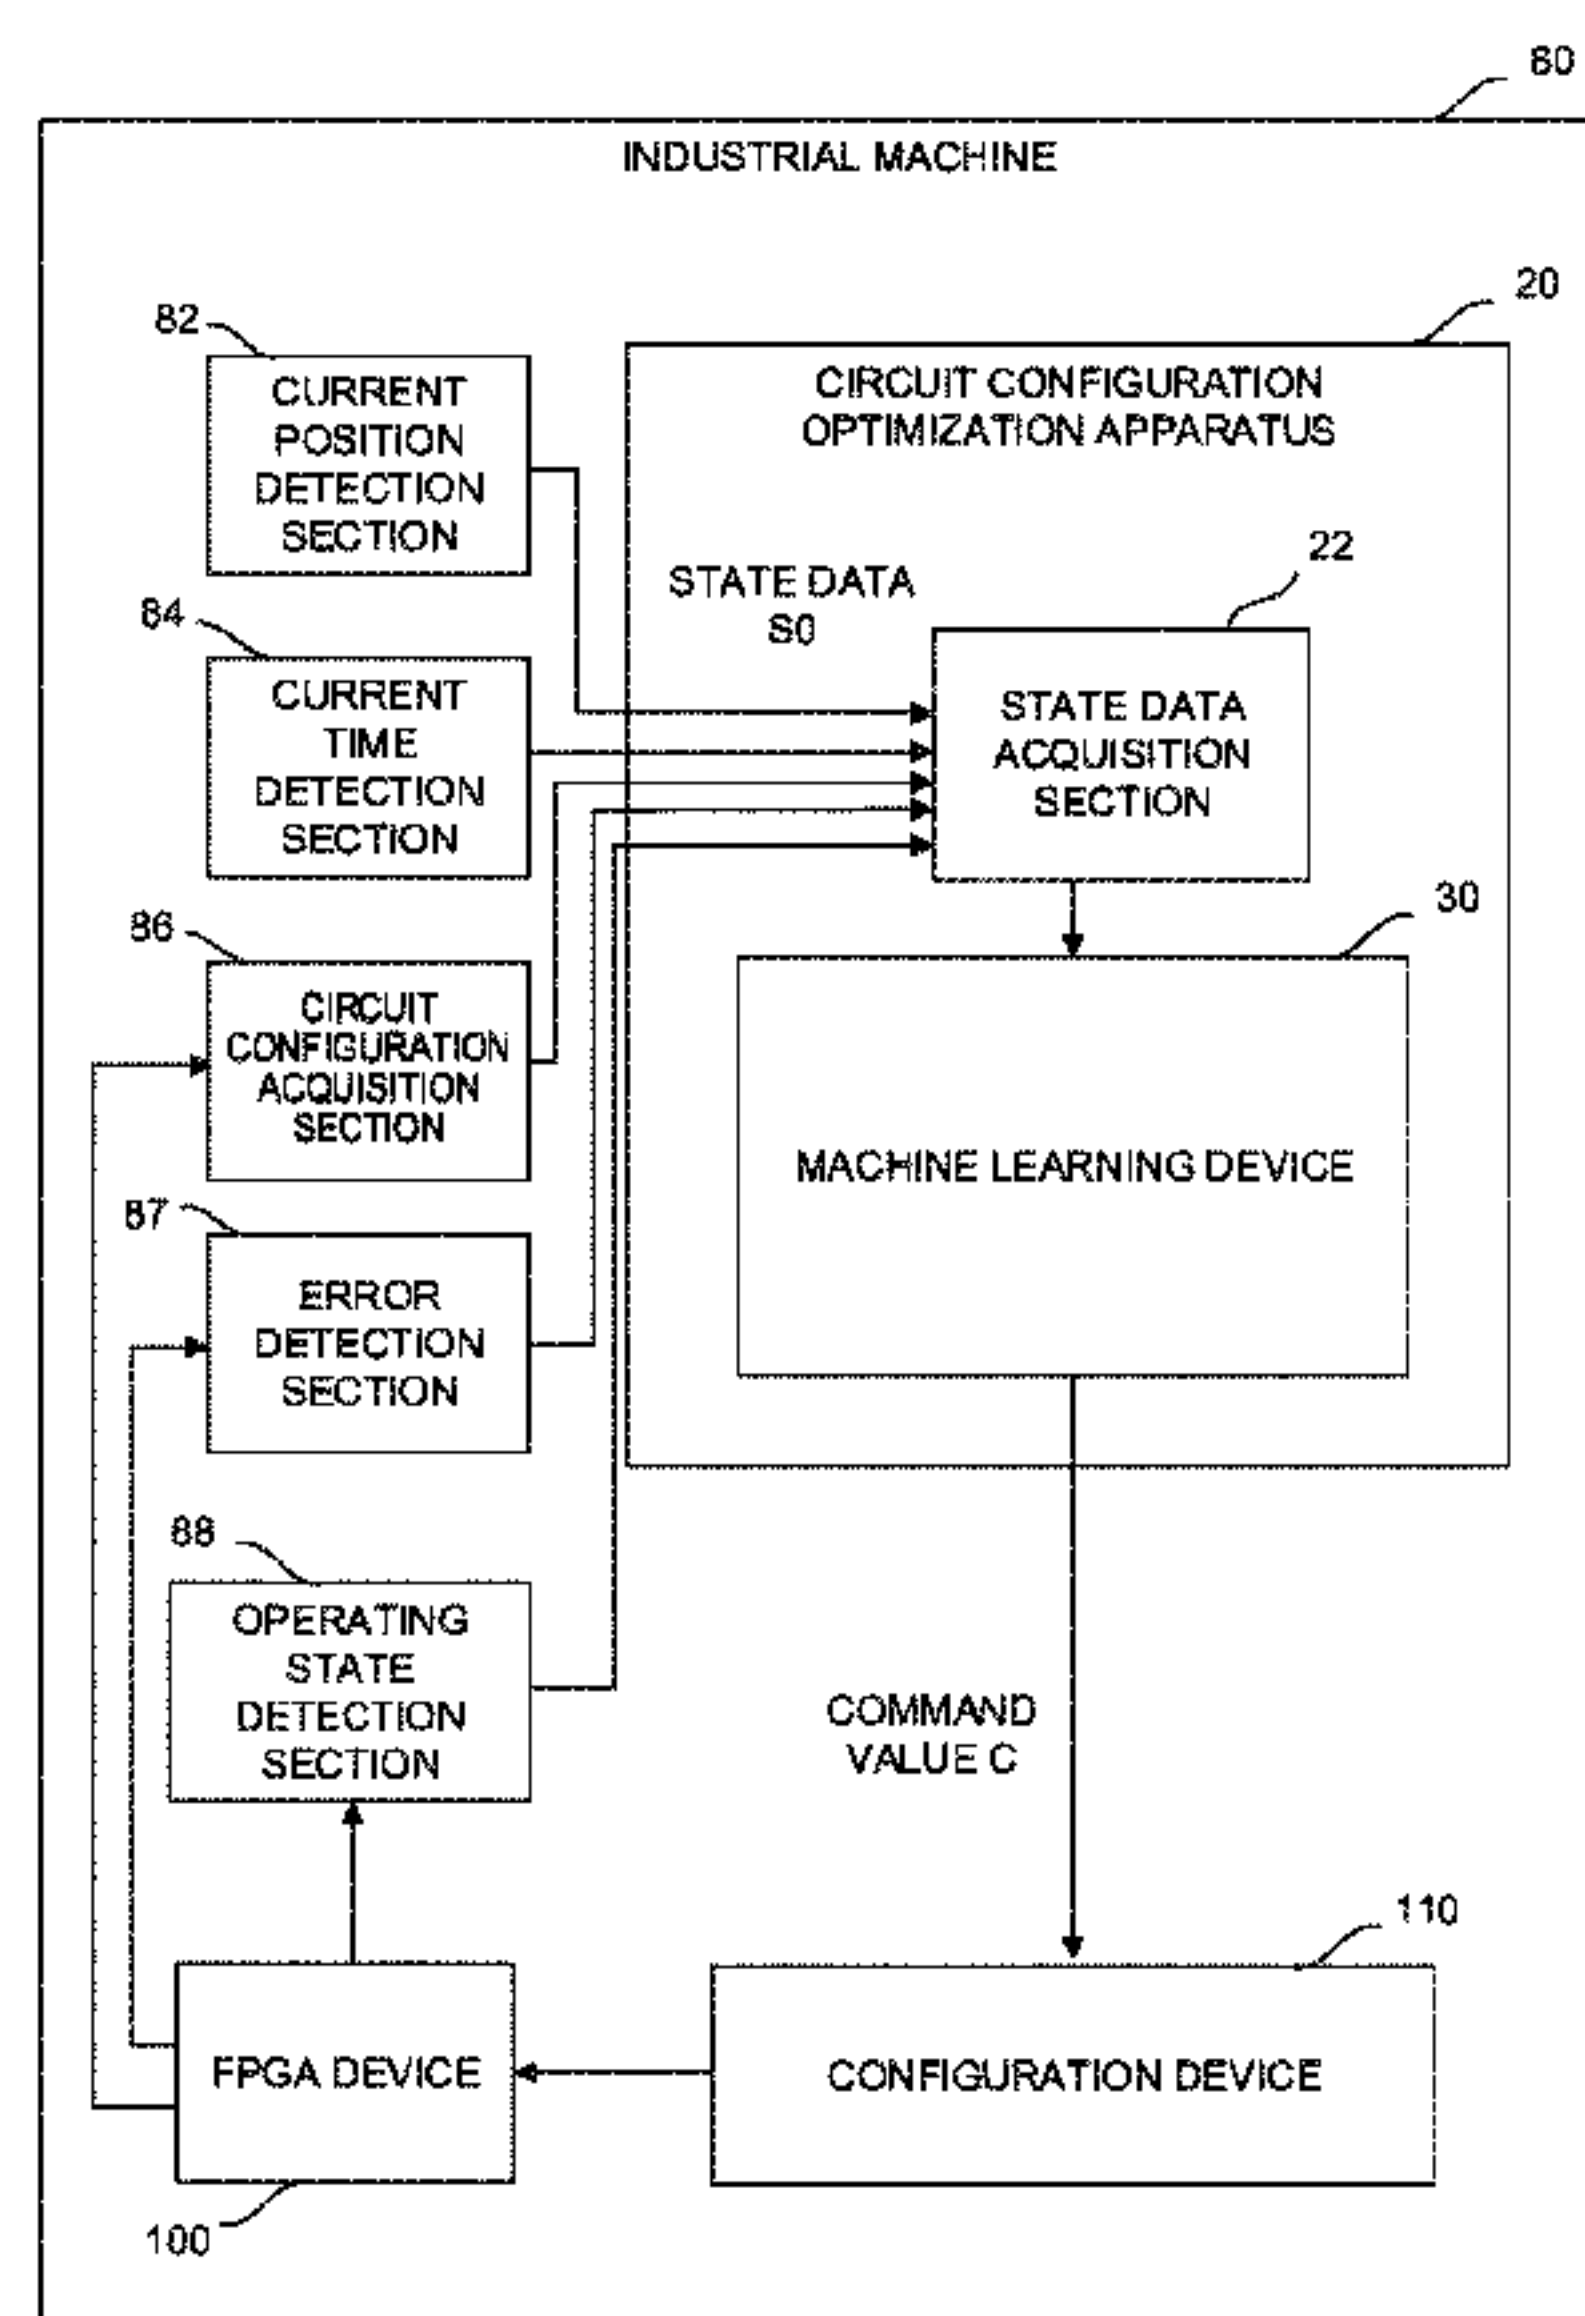 80
INDUSTRIAL MACHINE
20
82
CURRENT
POSITION
DETECTION
SECTION
CIRCUIT CONFIGURATION
OPTIMIZATION APPARATUS
22
STATE DATA
S0
84
CURRENT
TIME
DETECTION
SECTION
STATE DATA
ACQUISITION
SECTION
30
86
CIRCUIT
CONFIGURATION
ACQUISITION
SECTION
MACHINE LEARNING DEVICE
87
ERROR
DETECTION
SECTION
88
OPERATING
STATE
DETECTION
SECTION
COMMAND
VALUE C
110
FPGA DEVICE
CONFIGURATION DEVICE
100